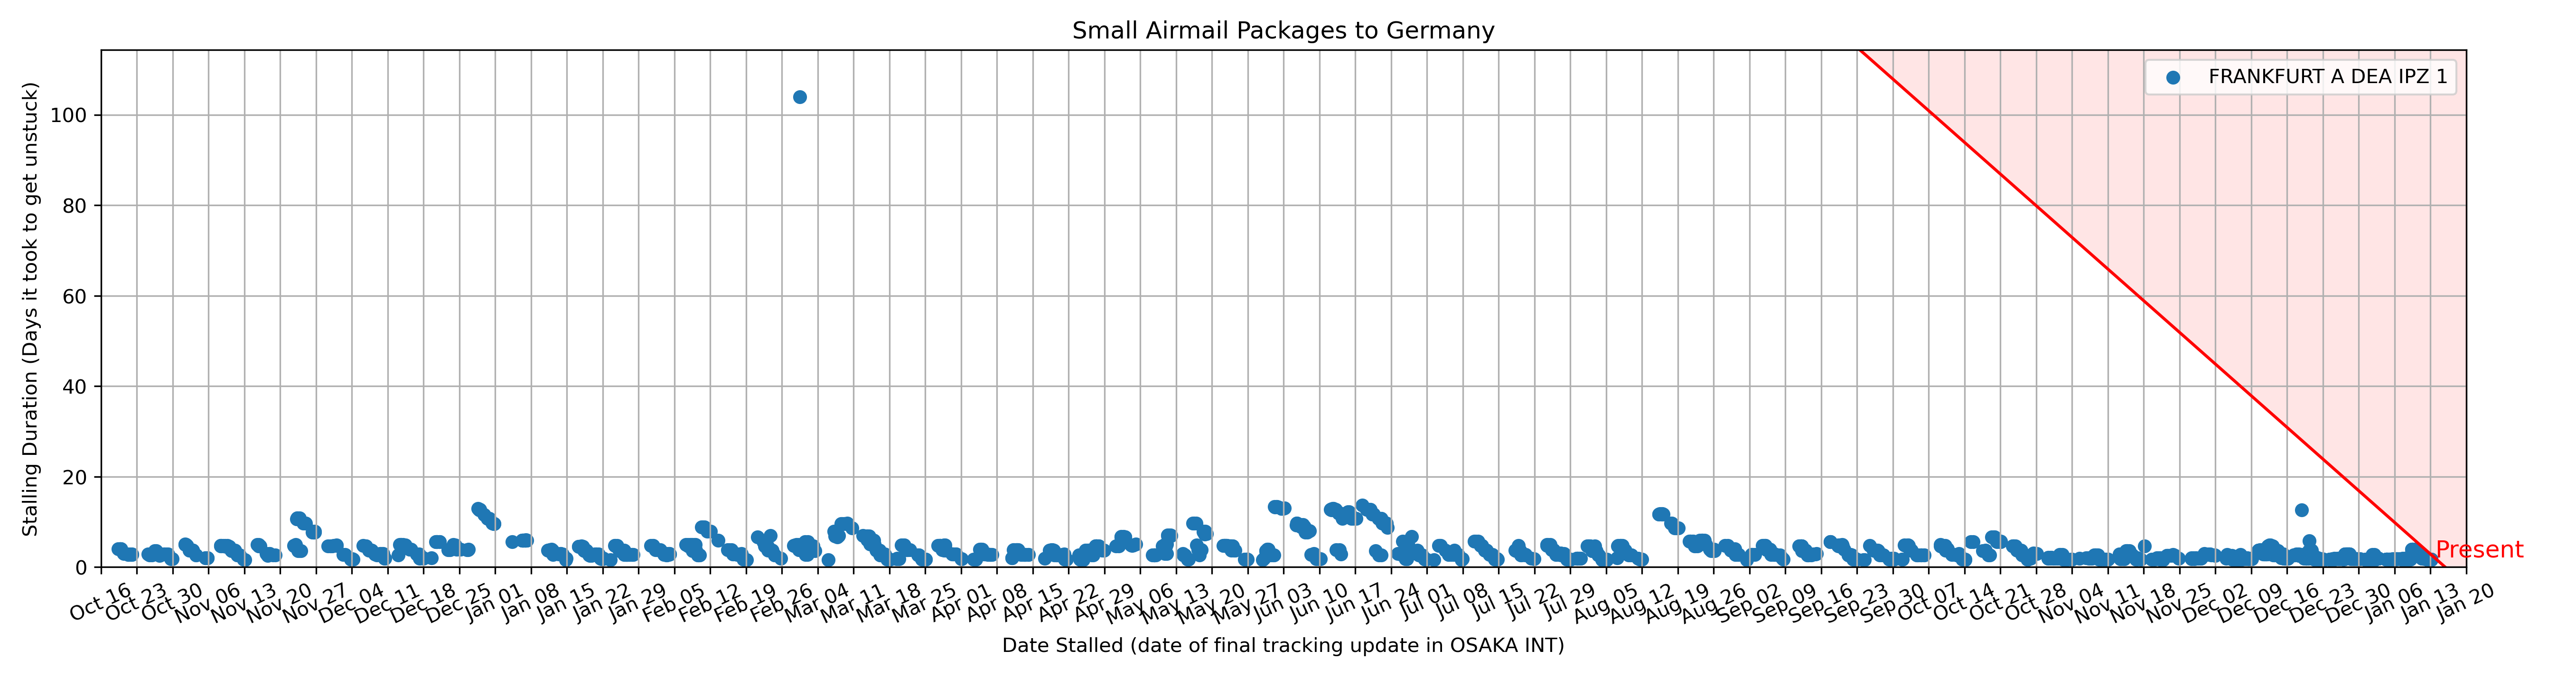 Small Airmail Packages to Germany
FRANKFURT A DEA IPZ 1
Stalling Duration (Days it took to get unstuck)
100
80
60
40
20
0
Present
Oct 16
Oct 23
Oct 30
Nov 06
Nov 13
Nov 20
Nov 27
Dec 04
Dec 11
Dec 18
Dec 25
Jan 01
Jan 08
Jan 15
Jan 22
Jan 29
Feb 05
Feb 12
Feb 19
Feb 26
Mar 04
Mar 11
Mar 18
Mar 25
Apr 01
Apr 08
Apr 15
Apr 22
Apr 29
May 06
May 13
May 20
May 27
Jun 03
Jun 10
Jun 17
Jun 24
Jul 01
Jul 08
Jul 15
Jul 22
Jul 29
Aug 05
Aug 12
Aug 19
Aug 26
Sep 02
Sep 09
Sep 16
Sep 23
Sep 30
Oct 07
Oct 14
Oct 21
Oct 28
Nov 04
Nov 11
Nov 18
Nov 25
Dec 02
Dec 09
Dec 16
Dec 23
Dec 30
Jan 06
Jan 13
Jan 20
Date Stalled (date of final tracking update in OSAKA INT)